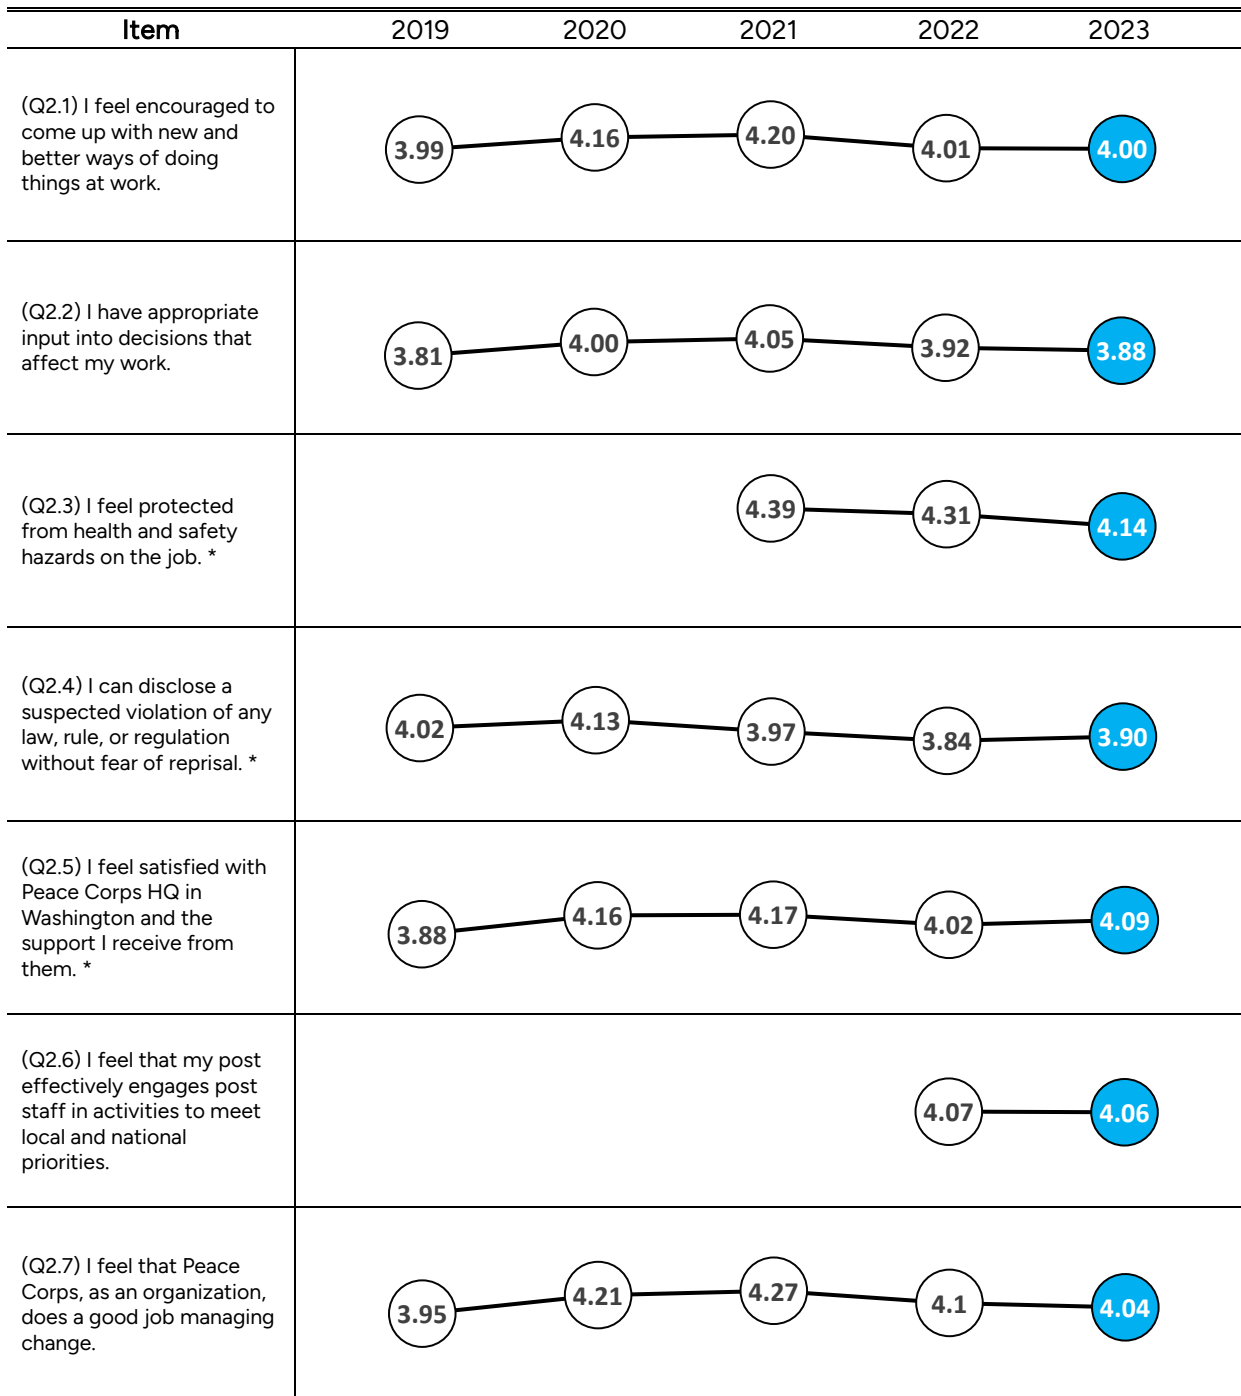 Item 2019 2020 2021 2022 2023
(Q2.1) I feel encouraged to
come up with new and
better ways of doing
things at work.
3.99 4.16 4.20 4.01 4.00
(Q2.2) I have appropriate
input into decisions that
affect my work.
3.81 4.00 4.05 3.92 3.88
(Q2.3) I feel protected
from health and safety
hazards on the job. *
4.39 4.31 4.14
(Q2.4) I can disclose a
suspected violation of any
law, rule, or regulation
without fear of reprisal. *
4.02 4.13 3.97 3.84 3.90
(Q2.5) I feel satisfied with
Peace Corps HQ in
Washington and the
support I receive from
them. *
3.88 4.16 4.17 4.02 4.09
(Q2.6) I feel that my post
effectively engages post
staff in activities to meet
local and national
priorities.
4.07 4.06
(Q2.7) I feel that Peace
Corps, as an organization,
does a good job managing
change.
3.95 4.21 4.27 4.1 4.04